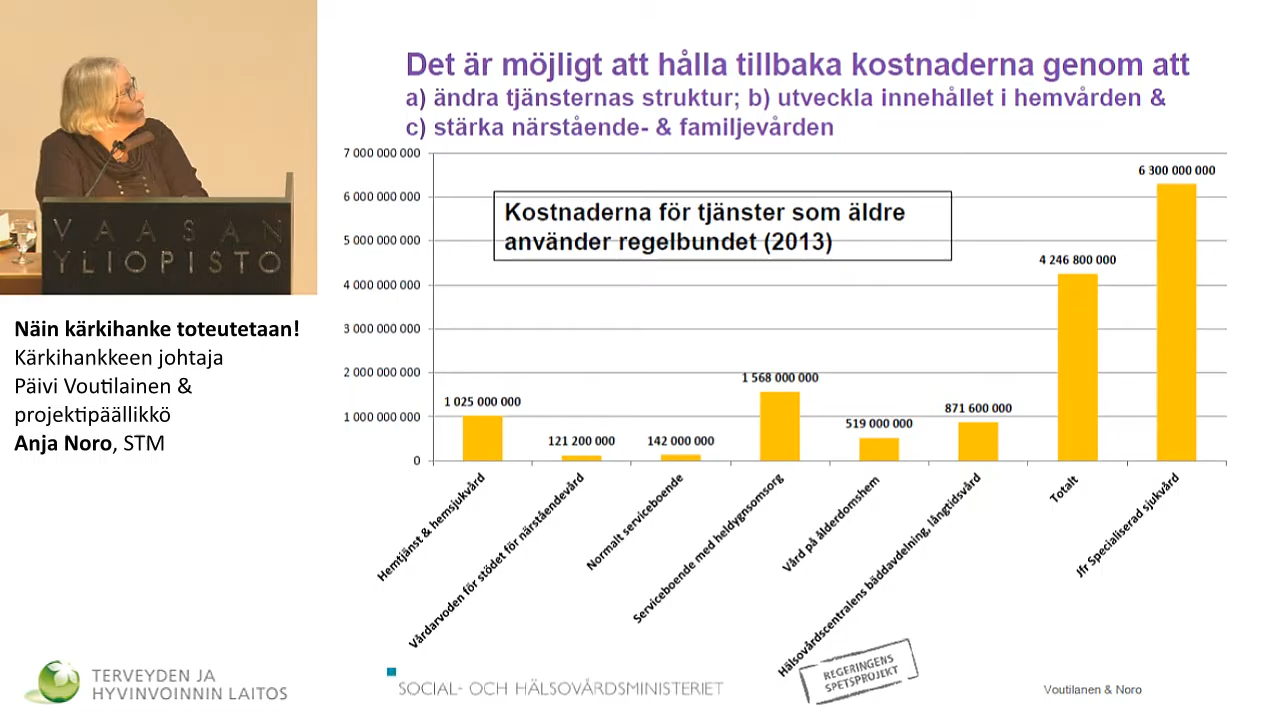 VAASAN
YLIOPISTO
Näin kärkihanke toteutetaan!
Kärkihankkeen johtaja
Päivi Voutilainen &
projektipäällikkö
Anja Noro, STM
TERVEYDEN JA
HYVINVOINNIN LAITOS
Det är möjligt att hålla tillbaka kostnaderna genom att
a) ändra tjänsternas struktur; b) utveckla innehållet i hemvården &
c) stärka närstående- & familjevården
Kostnaderna för tjänster som äldre
använder regelbundet (2013)
7 000 000 000
6 000 000 000
5 000 000 000
4 000 000 000
3 000 000 000
2 000 000 000
1 000 000 000
0
1 025 000 000
121 200 000
142 000 000
1 568 000 000
519 000 000
871 600 000
4 246 800 000
6 300 000 000
Hemtjänst & hemsjukvård
Vårdarvoden för stödet för närståendevård
Normalt serviceboende
Serviceboende med heldygnsomsorg
Vård på ålderdomshem
Hälsovårdscentralens bäddavdelning, långtidsvård
Totalt
Jfr Specialiserad sjukvård
SOCIAL- OCH HÄLSOVÅRDSMINISTERIET
REGERINGENS
SPETSPROJEKT
Voutilanen & Noro